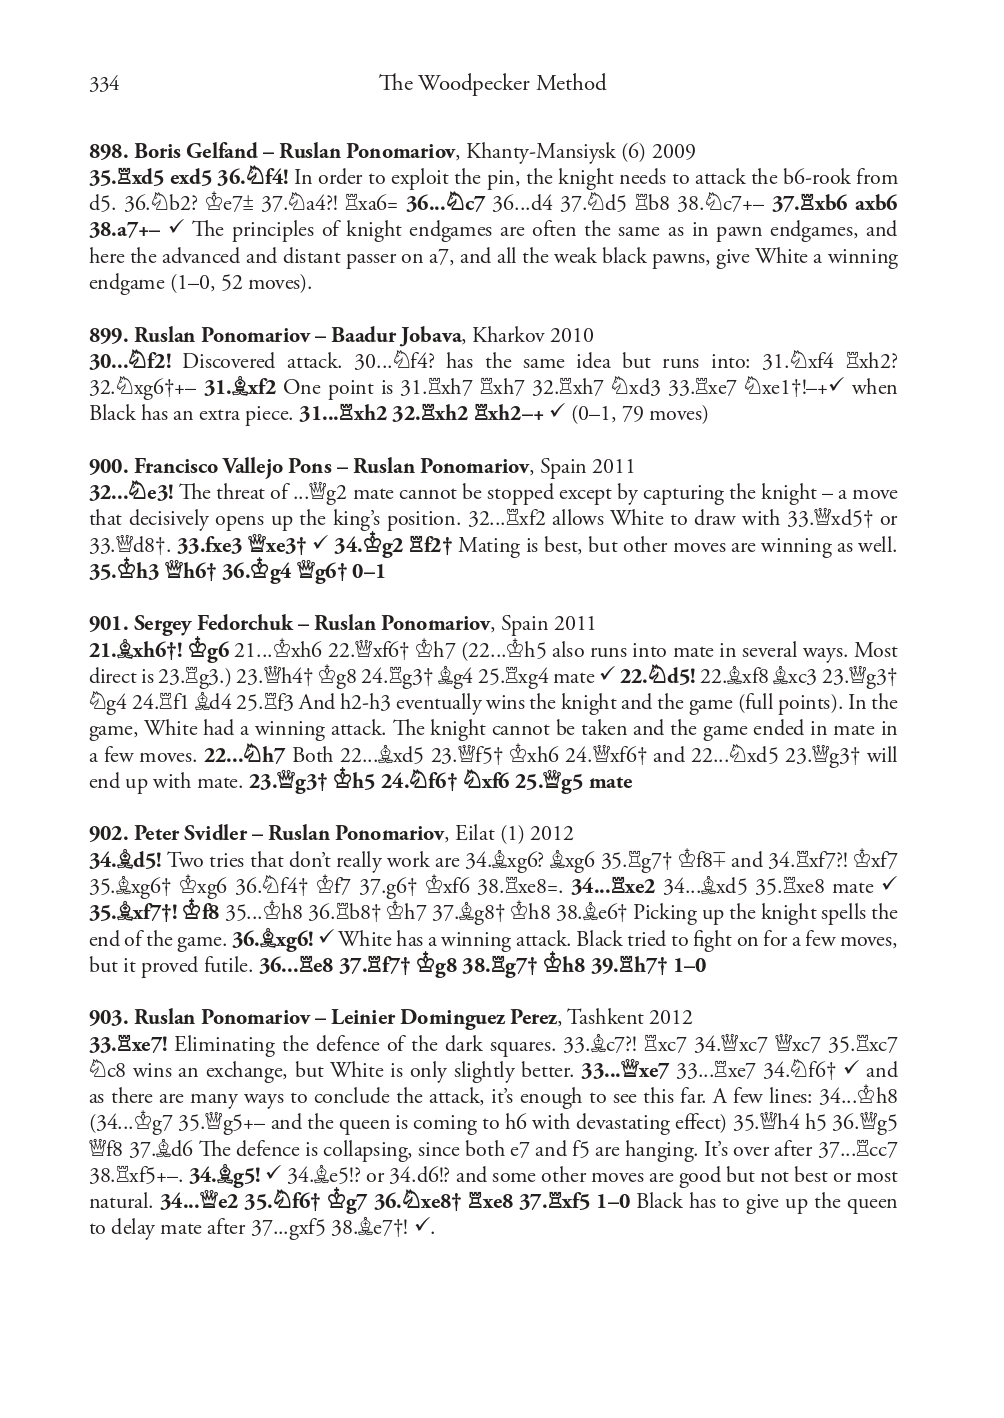 334 The Woodpecker Method
898. Boris Gelfand – Ruslan Ponomariov, Khanty-Mansiysk (6) 2009
35.♖xd5 exd5 36.♘f4! In order to exploit the pin, the knight needs to attack the b6-rook from
d5. 36.♘b2? ♔e7± 37.♘a4?! ♖xa6= 36...♘c7 36...d4 37.♘d5 ♖b8 38.♘c7+– 37.♖xb6 axb6
38.a7+– ✓ The principles of knight endgames are often the same as in pawn endgames, and
here the advanced and distant passer on a7, and all the weak black pawns, give White a winning
endgame (1–0, 52 moves).
899. Ruslan Ponomariov – Baadur Jobava, Kharkov 2010
30...♘f2! Discovered attack. 30...♘f4? has the same idea but runs into: 31.♘xf4 ♖xh2?
32.♘xg6†+– 31.♗xf2 One point is 31.♖xh7 ♖xh7 32.♖xh7 ♘xd3 33.♖xe7 ♘xe1†!–+✓ when
Black has an extra piece. 31...♖xh2 32.♖xh2 ♖xh2–+ ✓ (0–1, 79 moves)
900. Francisco Vallejo Pons – Ruslan Ponomariov, Spain 2011
32...♘e3! The threat of ...♕g2 mate cannot be stopped except by capturing the knight – a move
that decisively opens up the king’s position. 32...♖xf2 allows White to draw with 33.♕xd5† or
33.♕d8†. 33.fxe3 ♕xe3† ✓ 34.♔g2 ♖f2† Mating is best, but other moves are winning as well.
35.♔h3 ♕h6† 36.♔g4 ♕g6† 0–1
901. Sergey Fedorchuk – Ruslan Ponomariov, Spain 2011
21.♗xh6†! ♔g6 21...♔xh6 22.♕xf6† ♔h7 (22...♔h5 also runs into mate in several ways. Most
direct is 23.♖g3.) 23.♕h4† ♔g8 24.♖g3† ♗g4 25.♖xg4 mate ✓ 22.♘d5! 22.♗xf8 ♗xc3 23.♕g3†
♘g4 24.♖f1 ♗d4 25.♖f3 And h2-h3 eventually wins the knight and the game (full points). In the
game, White had a winning attack. The knight cannot be taken and the game ended in mate in
a few moves. 22...♘h7 Both 22...♗xd5 23.♕f5† ♔xh6 24.♕xf6† and 22...♘xd5 23.♕g3† will
end up with mate. 23.♕g3† ♔h5 24.♘f6† ♘xf6 25.♕g5 mate
902. Peter Svidler – Ruslan Ponomariov, Eilat (1) 2012
34.♗d5! Two tries that don’t really work are 34.♗xg6? ♗xg6 35.♖g7† ♔f8∓ and 34.♖xf7?! ♔xf7
35.♗xg6† ♔xg6 36.♘f4† ♔f7 37.g6† ♔xf6 38.♖xe8=. 34...♖xe2 34...♗xd5 35.♖xe8 mate ✓
35.♗xf7†! ♔f8 35...♔h8 36.♖b8† ♔h7 37.♗g8† ♔h8 38.♗e6† Picking up the knight spells the
end of the game. 36.♗xg6! ✓ White has a winning attack. Black tried to fight on for a few moves,
but it proved futile. 36...♖e8 37.♖f7† ♔g8 38.♖g7† ♔h8 39.♖h7† 1–0
903. Ruslan Ponomariov – Leinier Dominguez Perez, Tashkent 2012
33.♖xe7! Eliminating the defence of the dark squares. 33.♗c7?! ♖xc7 34.♕xc7 ♕xc7 35.♖xc7
♘c8 wins an exchange, but White is only slightly better. 33...♕xe7 33...♖xe7 34.♘f6† ✓ and
as there are many ways to conclude the attack, it’s enough to see this far. A few lines: 34...♔h8
(34...♔g7 35.♕g5+– and the queen is coming to h6 with devastating effect) 35.♕h4 h5 36.♕g5
♕f8 37.♗d6 The defence is collapsing, since both e7 and f5 are hanging. It’s over after 37...♖cc7
38.♖xf5+–. 34.♗g5! ✓ 34.♗e5!? or 34.d6!? and some other moves are good but not best or most
natural. 34...♕e2 35.♘f6† ♔g7 36.♘xe8† ♖xe8 37.♖xf5 1–0 Black has to give up the queen
to delay mate after 37...gxf5 38.♗e7†! ✓.